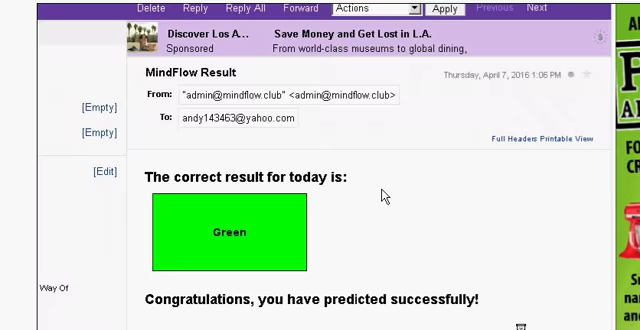 Delete Reply Reply All Forward Actions Apply Previous Next
Discover Los A... Save Money and Get Lost in L.A.
Sponsored From world-class museums to global dining,
MindFlow Result
Thursday, April 7, 2016 1:06 PM
From: "admin@mindflow.club" <admin@mindflow.club>
[Empty]
To: andy143463@yahoo.com
[Empty]
Full Headers Printable View
[Edit]
The correct result for today is:
Green
Way Of
Congratulations, you have predicted successfully!